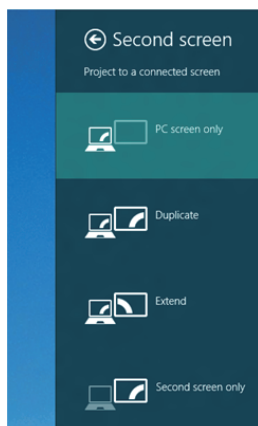 Second screen
Project to a connected screen
PC screen only
Duplicate
Extend
Second screen only